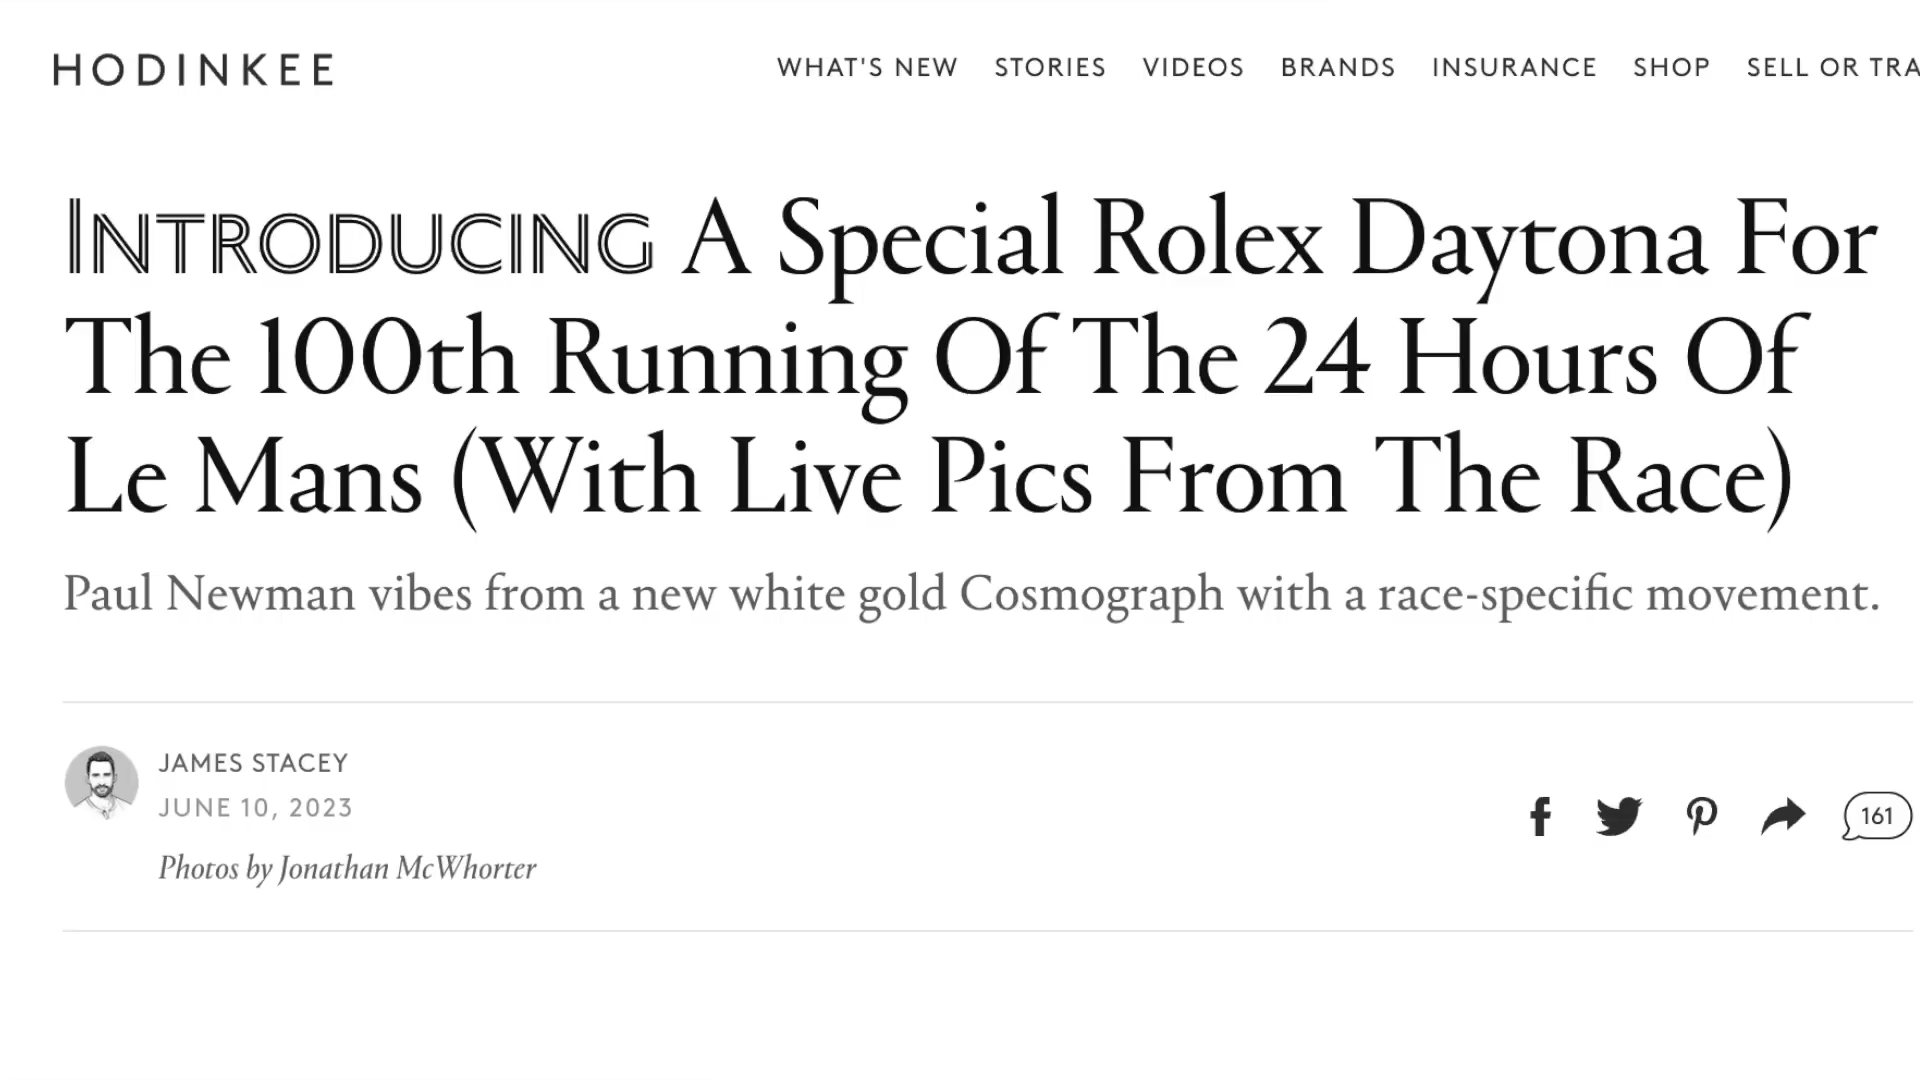 HODINKEE
WHAT'S NEW STORIES VIDEOS BRANDS INSURANCE SHOP SELL OR TRA
INTRODUCING A Special Rolex Daytona For
The 100th Running Of The 24 Hours Of
Le Mans (With Live Pics From The Race)
Paul Newman vibes from a new white gold Cosmograph with a race-specific movement.
JAMES STACEY
JUNE 10, 2023
Photos by Jonathan McWhorter
161